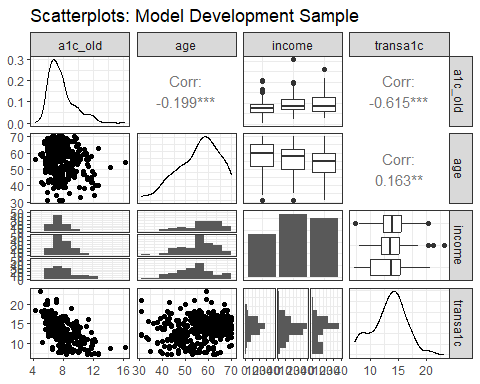 Scatterplots: Model Development Sample
a1c_old age income transa1c
0.3
0.2
0.1
0.0
Corr:
-0.199***
Corr:
-0.615***
a1c_old
70
60
50
40
30
Corr:
0.163**
age
income
20
15
10
transa1c
4 8 12 16 30 40 50 60 70 10 15 20